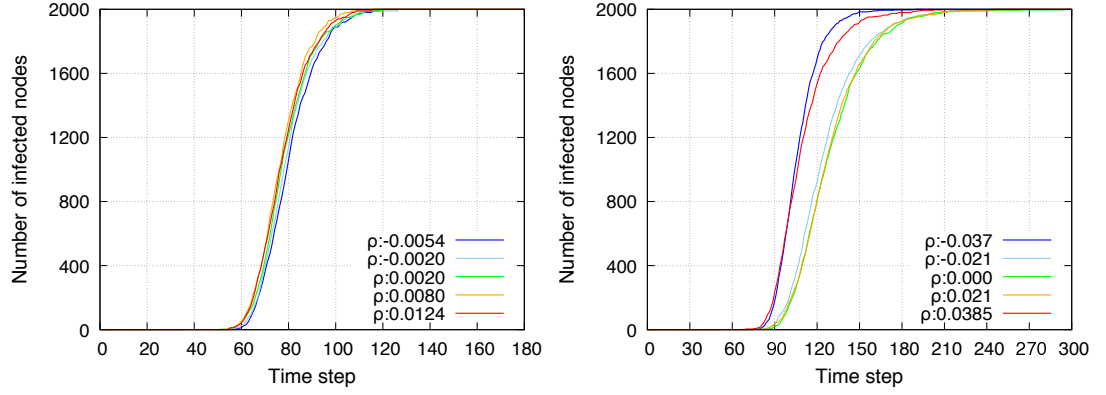 Number of infected nodes
2000
1600
1200
800
400
0
0 20 40 60 80 100 120 140 160 180
Time step
ρ:-0.0054
ρ:-0.0020
ρ:0.0020
ρ:0.0080
ρ:0.0124
Number of infected nodes
2000
1600
1200
800
400
0
0 30 60 90 120 150 180 210 240 270 300
Time step
ρ:-0.037
ρ:-0.021
ρ:0.000
ρ:0.021
ρ:0.0385